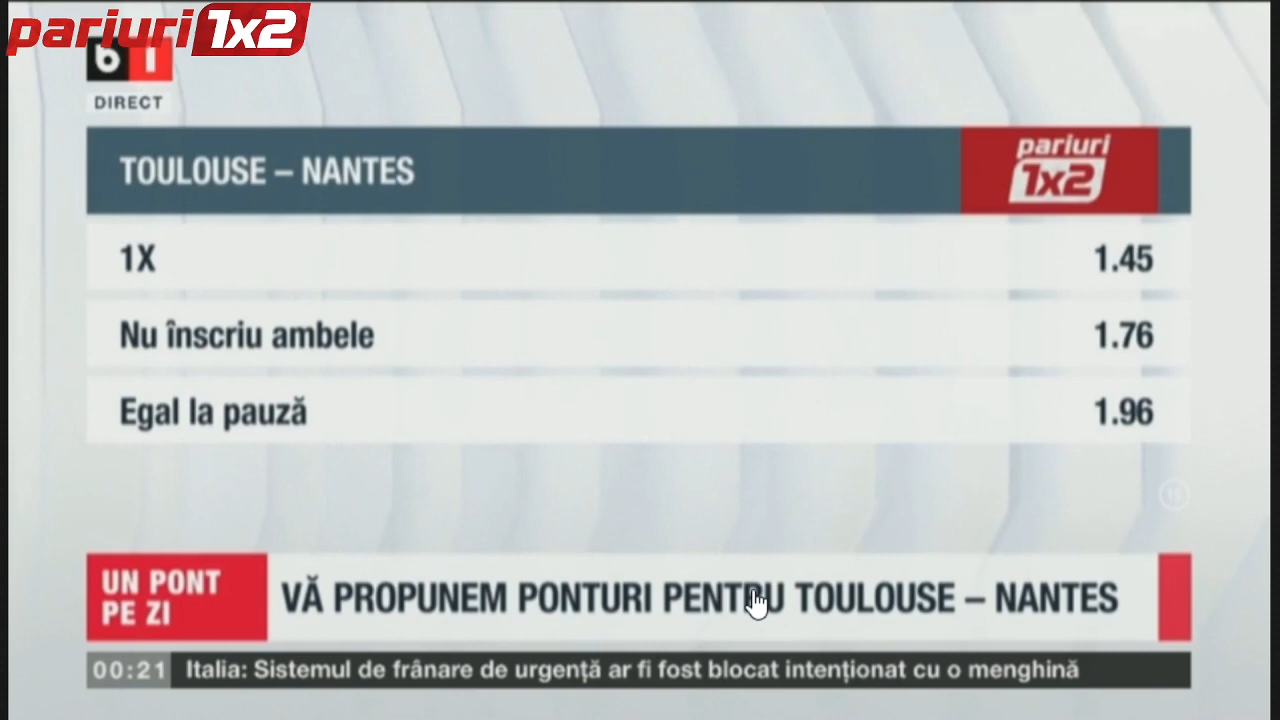 pariuri 1x2
b1
DIRECT
TOULOUSE – NANTES
pariuri
1x2
1X 1.45
Nu înscriu ambele 1.76
Egal la pauză 1.96
UN PONT
PE ZI
VĂ PROPUNEM PONTURI PENTRU TOULOUSE – NANTES
00:21 Italia: Sistemul de frânare de urgență ar fi fost blocat intenționat cu o menghină